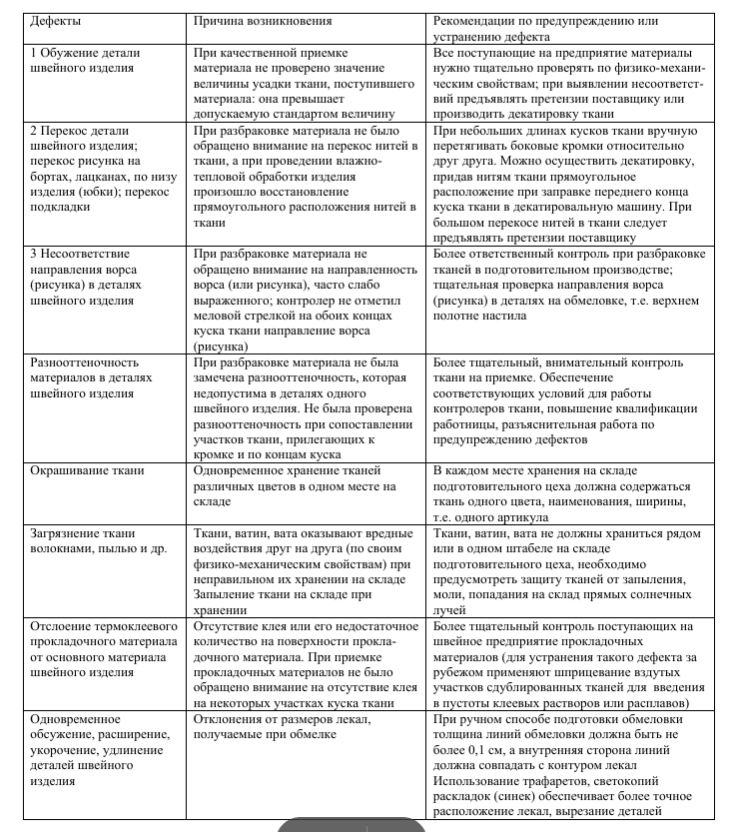 Дефекты
Причина возникновения
Рекомендации по предупреждению или
устранению дефекта
1 Обужение детали
швейного изделия
При качественной приемке
материала не проверено значение
величины усадки ткани, поступившего
материала: она превышает
допускаемую стандартом величину
Все поступающие на предприятие материалы
нужно тщательно проверять по физико-механи-
ческим свойствам; при выявлении несоответст-
вий предъявлять претензии поставщику или
производить декатировку ткани
2 Перекос детали
швейного изделия;
перекос рисунка на
бортах, лацканах, по низу
изделия (юбки); перекос
подкладки
При разбраковке материала не было
обращено внимание на перекос нитей в
ткани, а при проведении влажно-
тепловой обработки изделия
произошло восстановление
прямоугольного расположения нитей в
ткани
При небольших длинах кусков ткани вручную
перетягивать боковые кромки относительно
друг друга. Можно осуществить декатировку,
придав нитям ткани прямоугольное
расположение при заправке переднего конца
куска ткани в декатировальную машину. При
большом перекосе нитей в ткани следует
предъявлять претензии поставщику
3 Несоответствие
направления ворса
(рисунка) в деталях
швейного изделия
При разбраковке материала не
обращено внимание на направленность
ворса (или рисунка), часто слабо
выраженного; контролер не отметил
меловой стрелкой на обоих концах
куска ткани направление ворса
(рисунка)
Более ответственный контроль при разбраковке
тканей в подготовительном производстве;
тщательная проверка направления ворса
(рисунка) в деталях на обмеловке, т.е. верхнем
полотне настила
Разнооттеночность
материалов в деталях
швейного изделия
При разбраковке материала не была
замечена разнооттеночность, которая
недопустима в деталях одного
швейного изделия. Не была проверена
разнооттеночность при сопоставлении
участков ткани, прилегающих к
кромке и по концам куска
Более тщательный, внимательный контроль
ткани на приемке. Обеспечение
соответствующих условий для работы
контролеров ткани, повышение квалификации
работницы, разъяснительная работа по
предупреждению дефектов
Окрашивание ткани
Одновременное хранение тканей
различных цветов в одном месте на
складе
В каждом месте хранения на складе
подготовительного цеха должна содержаться
ткань одного цвета, наименования, ширины,
т.е. одного артикула
Загрязнение ткани
волокнами, пылью и др.
Ткани, ватин, вата оказывают вредные
воздействия друг на друга (по своим
физико-механическим свойствам) при
неправильном их хранении на складе
Запыление ткани на складе при
хранении
Ткани, ватин, вата не должны храниться рядом
или в одном штабеле на складе
подготовительного цеха, необходимо
предусмотреть защиту тканей от запыления,
моли, попадания на склад прямых солнечных
лучей
Отслоение термоклеевого
прокладочного материала
от основного материала
швейного изделия
Отсутствие клея или его недостаточное
количество на поверхности прокла-
дочного материала. При приемке
прокладочных материалов не было
обращено внимание на отсутствие клея
на некоторых участках куска ткани
Более тщательный контроль поступающих на
швейное предприятие прокладочных
материалов (для устранения такого дефекта за
рубежом применяют шприцевание вздутых
участков сдублированных тканей для введения
в пустоты клеевых растворов или расплавов)
Одновременное
обсужение, расширение,
укорочение, удлинение
деталей швейного
изделия
Отклонения от размеров лекал,
получаемые при обмелке
При ручном способе подготовки обмеловки
толщина линий обмеловки должна быть не
более 0,1 см, а внутренняя сторона линий
должна совпадать с контуром лекал
Использование трафаретов, светокопий
раскладок (синек) обеспечивает более точное
расположение лекал, вырезание деталей